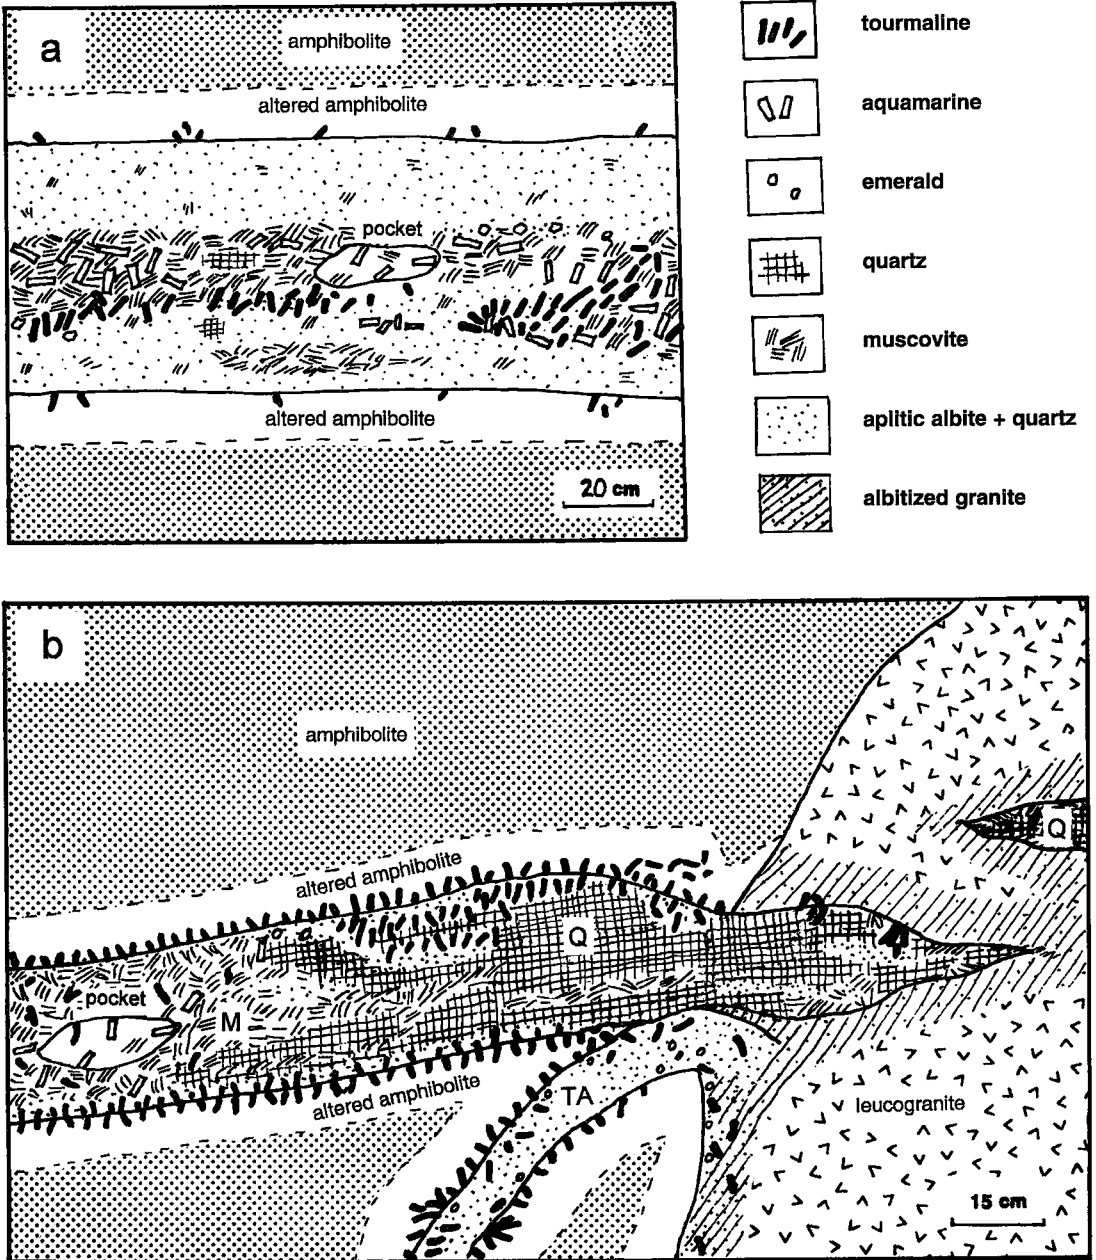 a
amphibolite
altered amphibolite
pocket
altered amphibolite
20 cm
tourmaline
aquamarine
emerald
quartz
muscovite
aplitic albite + quartz
albitized granite
b
amphibolite
altered amphibolite
Q
Q
pocket
M
altered amphibolite
TA
leucogranite
15 cm